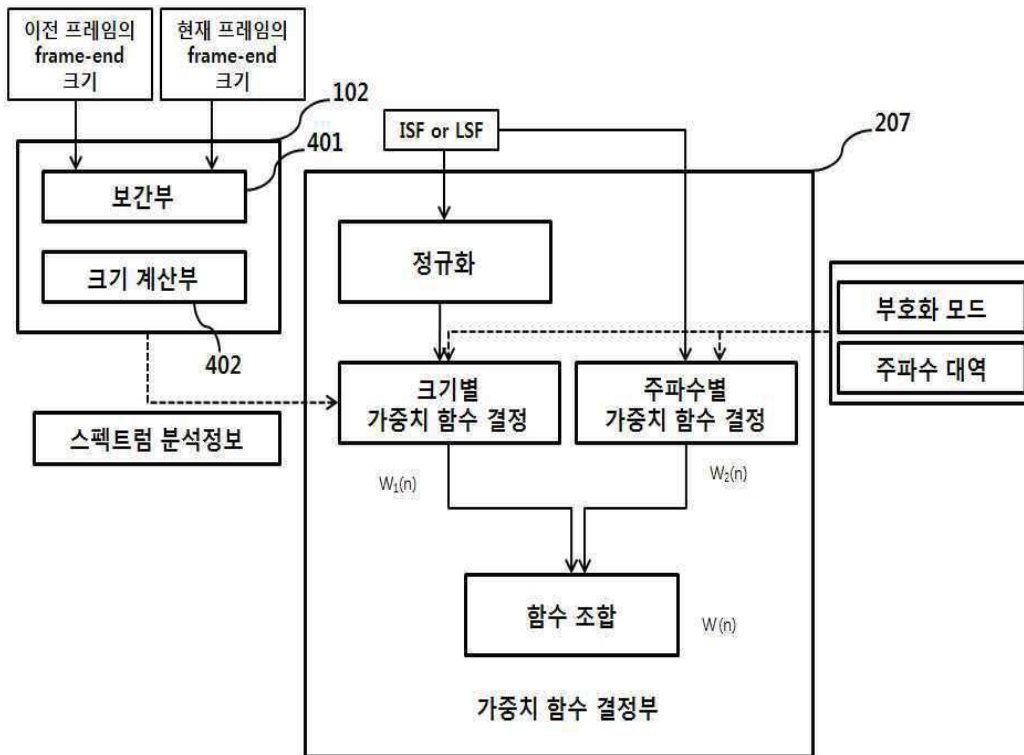 이전 프레임의
frame-end
크기
현재 프레임의
frame-end
크기
102
401
보간부
크기 계산부
402
스펙트럼 분석정보
ISF or LSF
207
정규화
부호화 모드
주파수 대역
크기별
가중치 함수 결정
주파수별
가중치 함수 결정
W₁(n)
W₂(n)
함수 조합
W(n)
가중치 함수 결정부